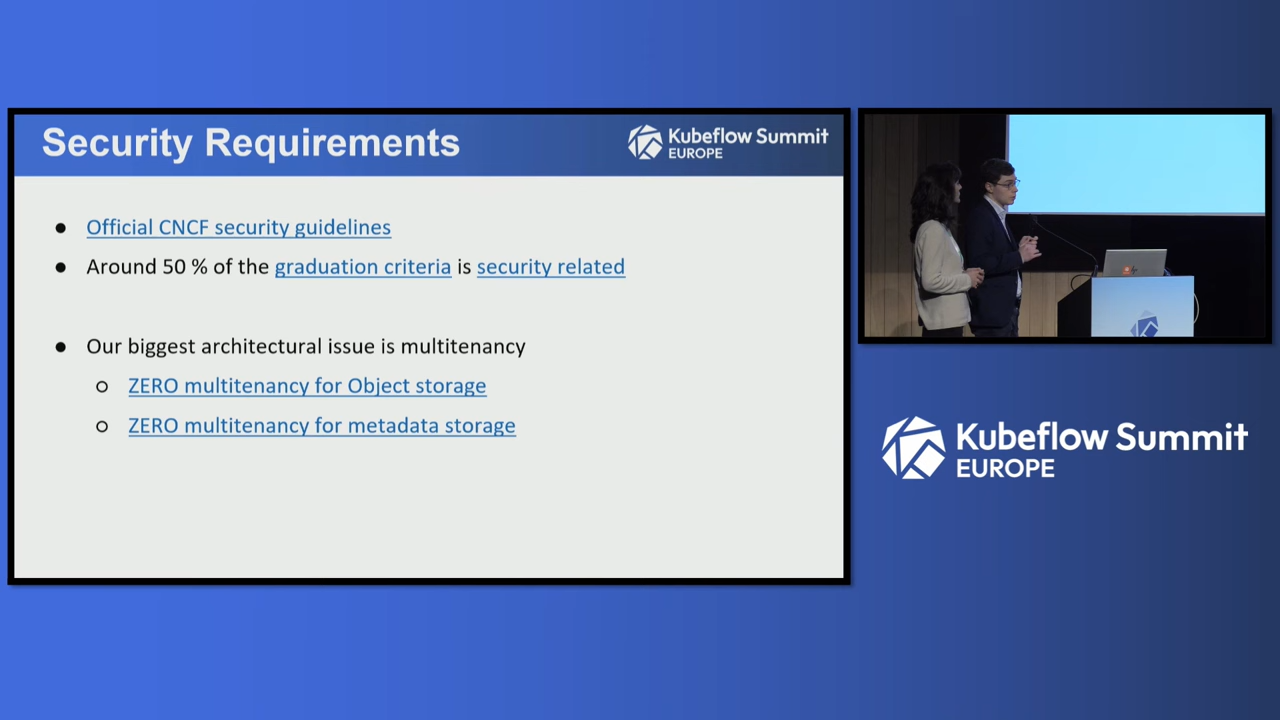 Security Requirements
Kubeflow Summit
EUROPE
● Official CNCF security guidelines
● Around 50 % of the graduation criteria is security related
● Our biggest architectural issue is multitenancy
○ ZERO multitenancy for Object storage
○ ZERO multitenancy for metadata storage
Kubeflow Summit
EUROPE